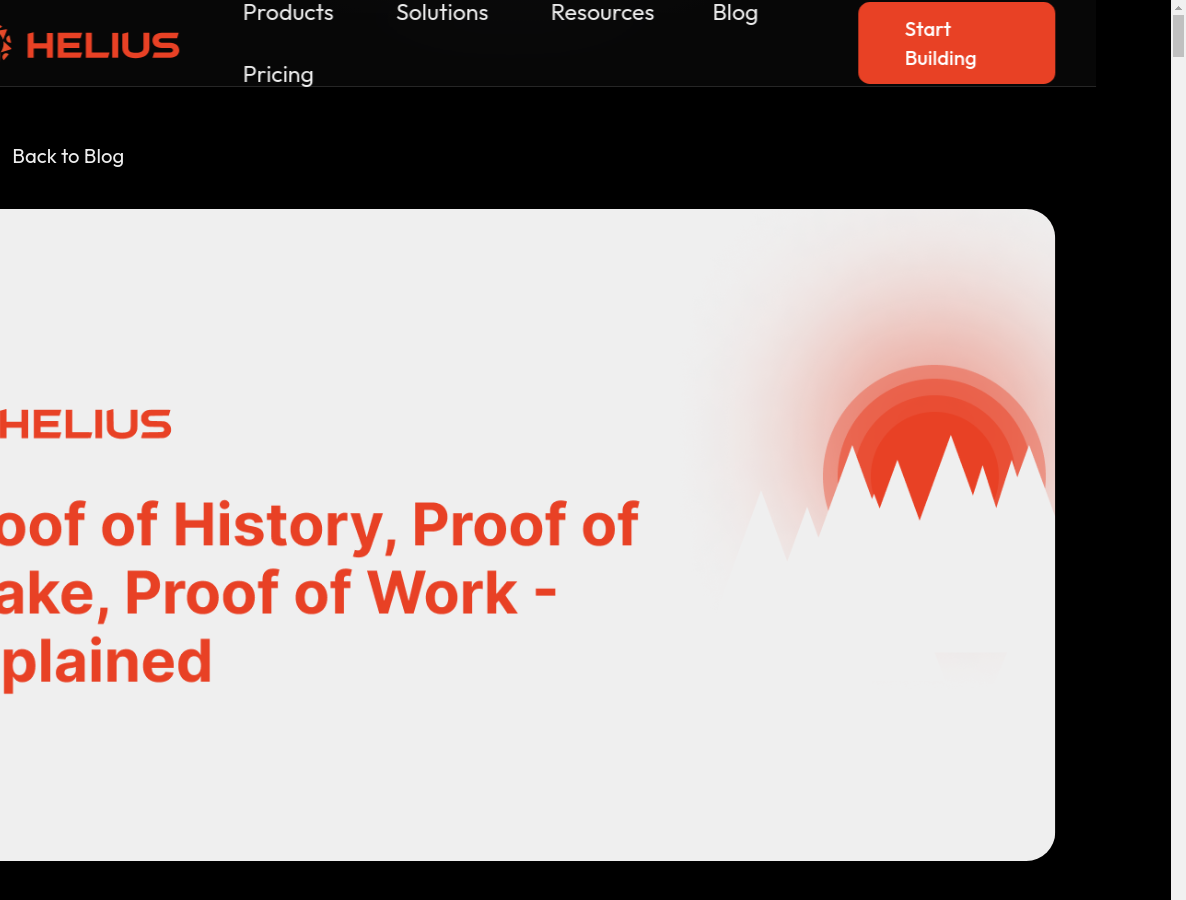 Products Solutions Resources Blog
HELIUS
Pricing
Start
Building
Back to Blog
HELIUS
oof of History, Proof of
ake, Proof of Work -
plained